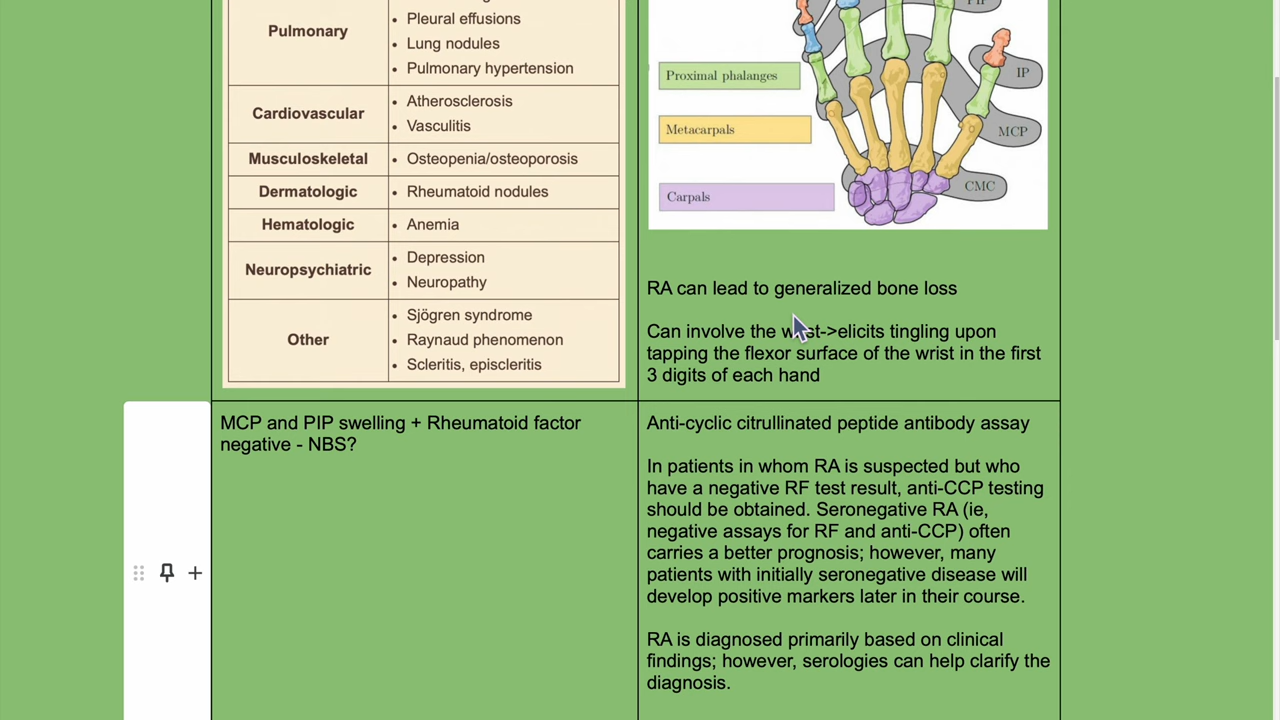 Pulmonary
• Pleural effusions
• Lung nodules
• Pulmonary hypertension
Cardiovascular
• Atherosclerosis
• Vasculitis
Musculoskeletal
• Osteopenia/osteoporosis
Dermatologic
• Rheumatoid nodules
Hematologic
• Anemia
Neuropsychiatric
• Depression
• Neuropathy
Other
• Sjögren syndrome
• Raynaud phenomenon
• Scleritis, episcleritis
Proximal phalanges
Metacarpals
Carpals
IP
MCP
CMC
RA can lead to generalized bone loss
Can involve the ->elicits tingling upon
tapping the flexor surface of the wrist in the first
3 digits of each hand
MCP and PIP swelling + Rheumatoid factor
negative - NBS?
Anti-cyclic citrullinated peptide antibody assay
In patients in whom RA is suspected but who
have a negative RF test result, anti-CCP testing
should be obtained. Seronegative RA (ie,
negative assays for RF and anti-CCP) often
carries a better prognosis; however, many
patients with initially seronegative disease will
develop positive markers later in their course.
RA is diagnosed primarily based on clinical
findings; however, serologies can help clarify the
diagnosis.